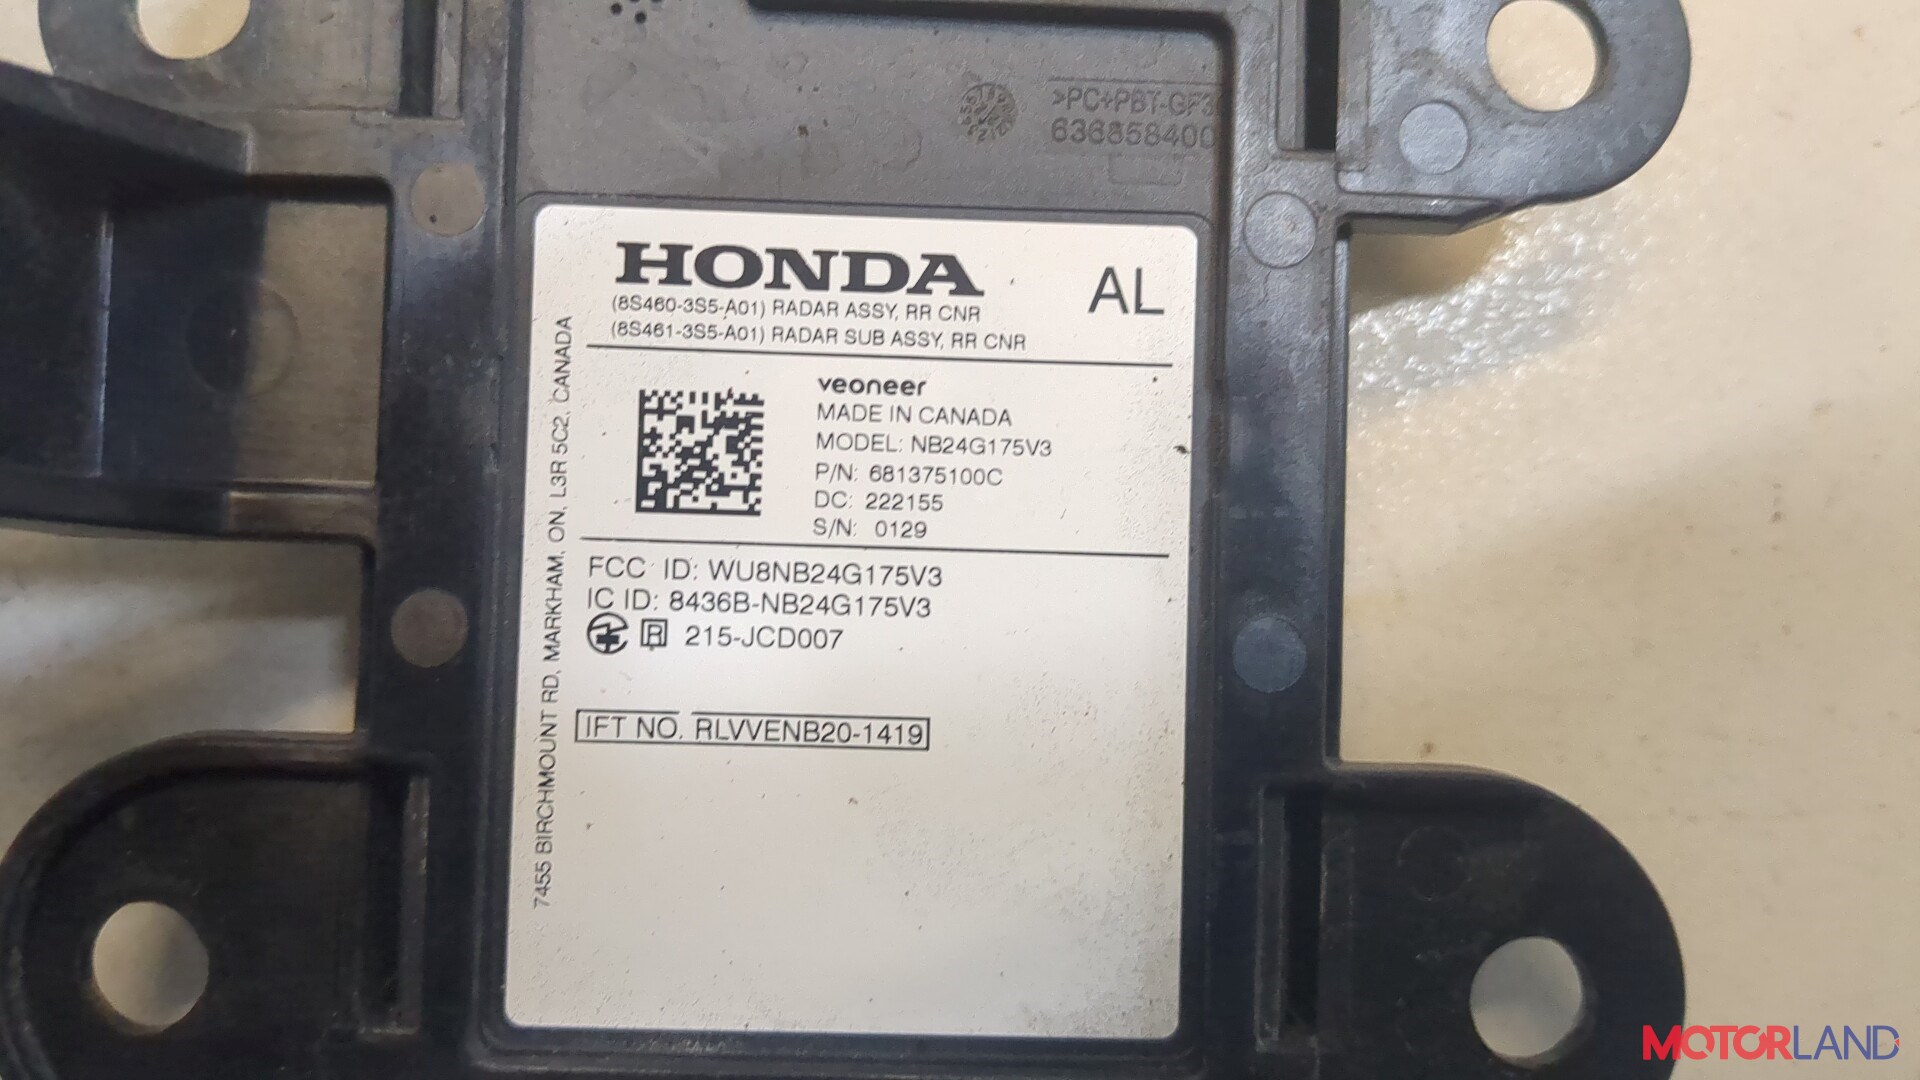 >PC+PBT-GF3
636858400
HONDA
AL
(8S460-3S5-A01) RADAR ASSY, RR CNR
(8S461-3S5-A01) RADAR SUB ASSY, RR CNR
veoneer
MADE IN CANADA
MODEL: NB24G175V3
P/N: 681375100C
DC: 222155
S/N: 0129
FCC ID: WU8NB24G175V3
IC ID: 8436B-NB24G175V3
R 215-JCD007
IFT NO. RLVVENB20-1419
7455 BIRCHMOUNT RD, MARKHAM, ON, L3R 5C2, CANADA
MOTORLAND